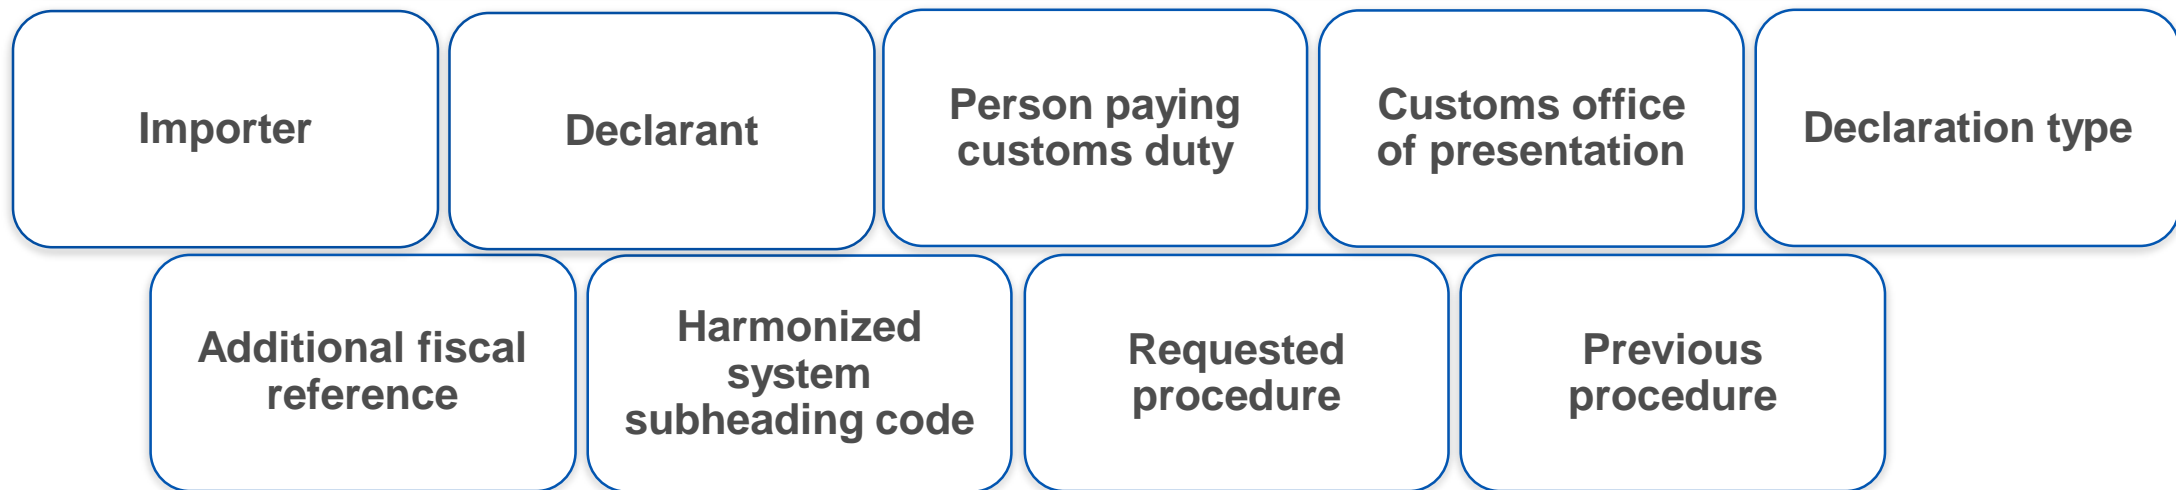 Importer
Declarant
Person paying
customs duty
Customs office
of presentation
Declaration type
Additional fiscal
reference
Harmonized
system
subheading code
Requested
procedure
Previous
procedure